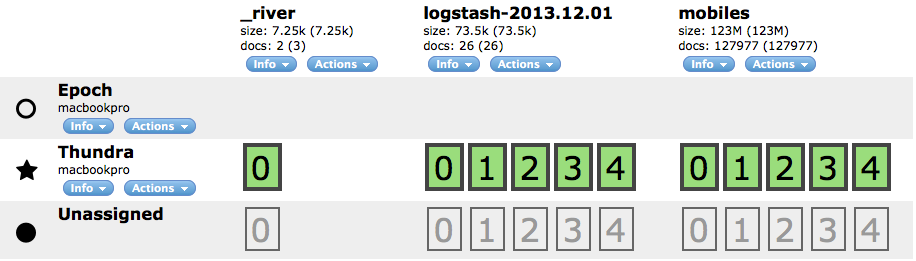 _river logstash-2013.12.01 mobiles
size: 7.25k (7.25k) size: 73.5k (73.5k) size: 123M (123M)
docs: 2 (3) docs: 26 (26) docs: 127977 (127977)
Info Actions Info Actions Info Actions
Epoch
macbookpro
Info Actions
Thundra
macbookpro
Info Actions
0 0 1 2 3 4 0 1 2 3 4
Unassigned
0 0 1 2 3 4 0 1 2 3 4